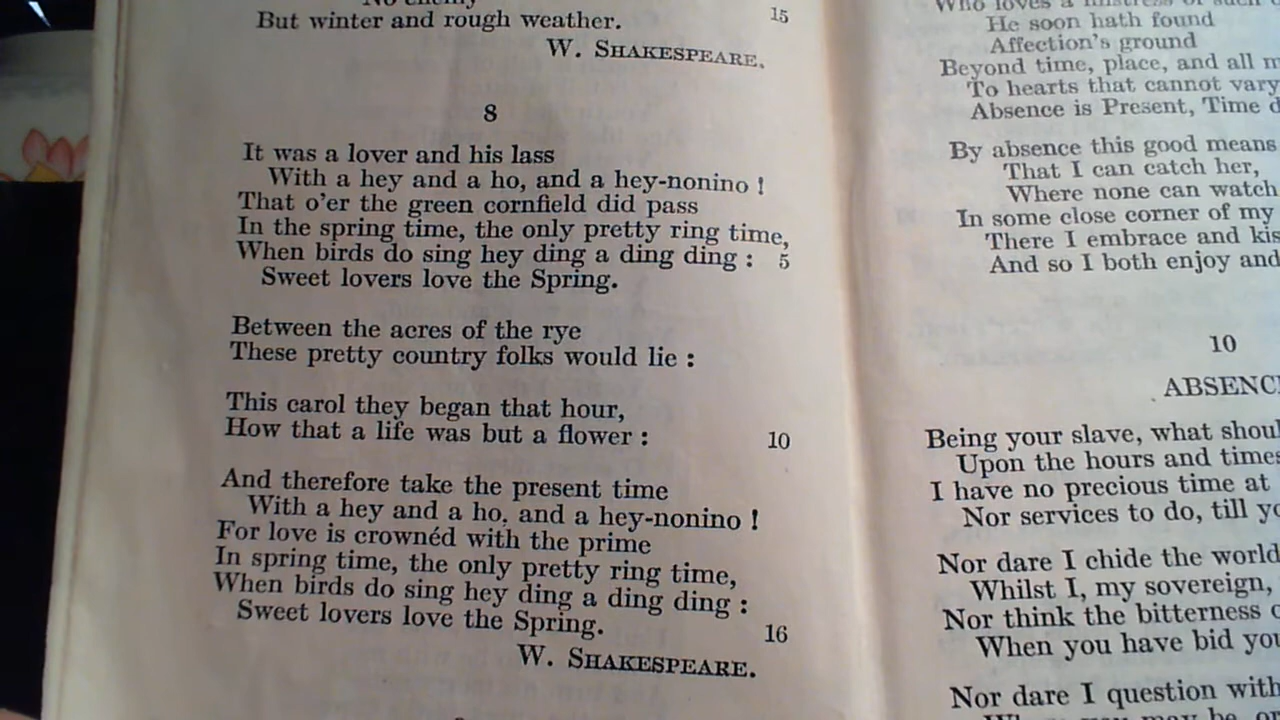 But winter and rough weather. 15
W. SHAKESPEARE.
8
It was a lover and his lass
With a hey and a ho, and a hey-nonino !
That o'er the green cornfield did pass
In the spring time, the only pretty ring time,
When birds do sing hey ding a ding ding : 5
Sweet lovers love the Spring.
Between the acres of the rye
These pretty country folks would lie :
This carol they began that hour,
How that a life was but a flower : 10
And therefore take the present time
With a hey and a ho, and a hey-nonino !
For love is crownéd with the prime
In spring time, the only pretty ring time,
When birds do sing hey ding a ding ding :
Sweet lovers love the Spring. 16
W. SHAKESPEARE.
Who loves a mistress of such
He soon hath found
Affection's ground
Beyond time, place, and all
To hearts that cannot vary
Absence is Present, Time
By absence this good means
That I can catch her,
Where none can watch
In some close corner of my
There I embrace and
And so I both enjoy and
10
Being your slave, what
Upon the hours and
I have no precious time at
Nor services to do, till
Nor dare I chide the world
Whilst I, my sovereign,
Nor think the bitterness
When you have bid
Nor dare I question with